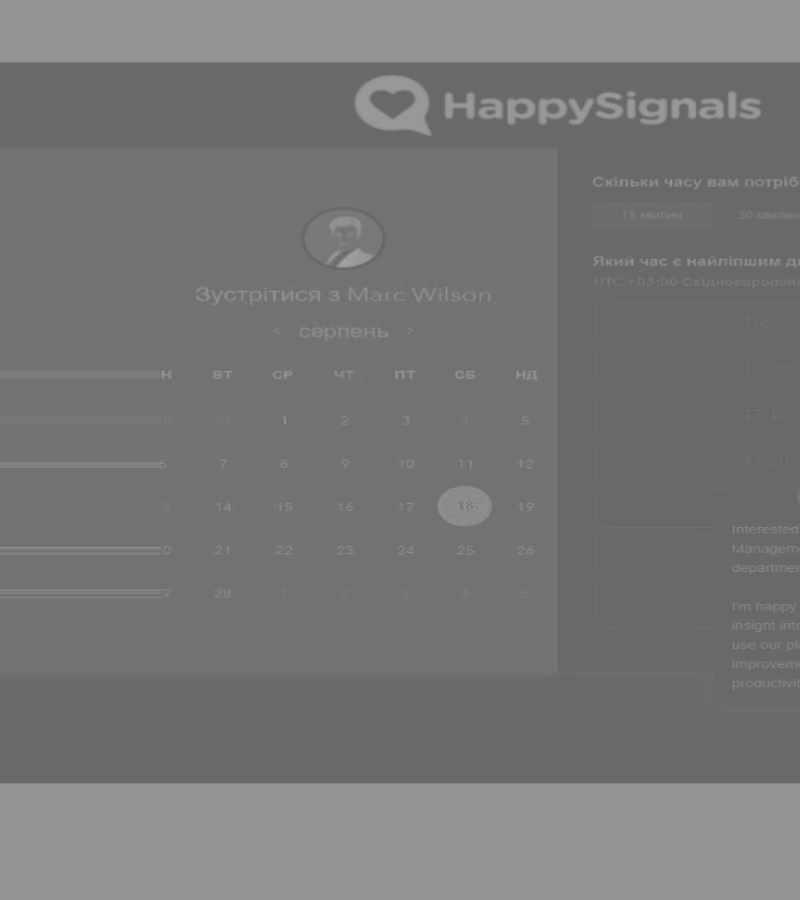 HappySignals
Зустрітися з Marc Wilson
< серпень >
Н ВТ СР ЧТ ПТ СБ НД
0 31 1 2 3 4 5
6 7 8 9 10 11 12
3 14 15 16 17 18 19
0 21 22 23 24 25 26
7 28 1 2 3 4 5
Скільки часу вам потріб
15 хвилин 30 хвилин
Який час є найліпшим д
UTC +03:00 Східноєвропейс
16:45
17:00
17:15
17:30
Interested
Manageme
departmen
I'm happy
insight into
use our pla
improveme
productivit